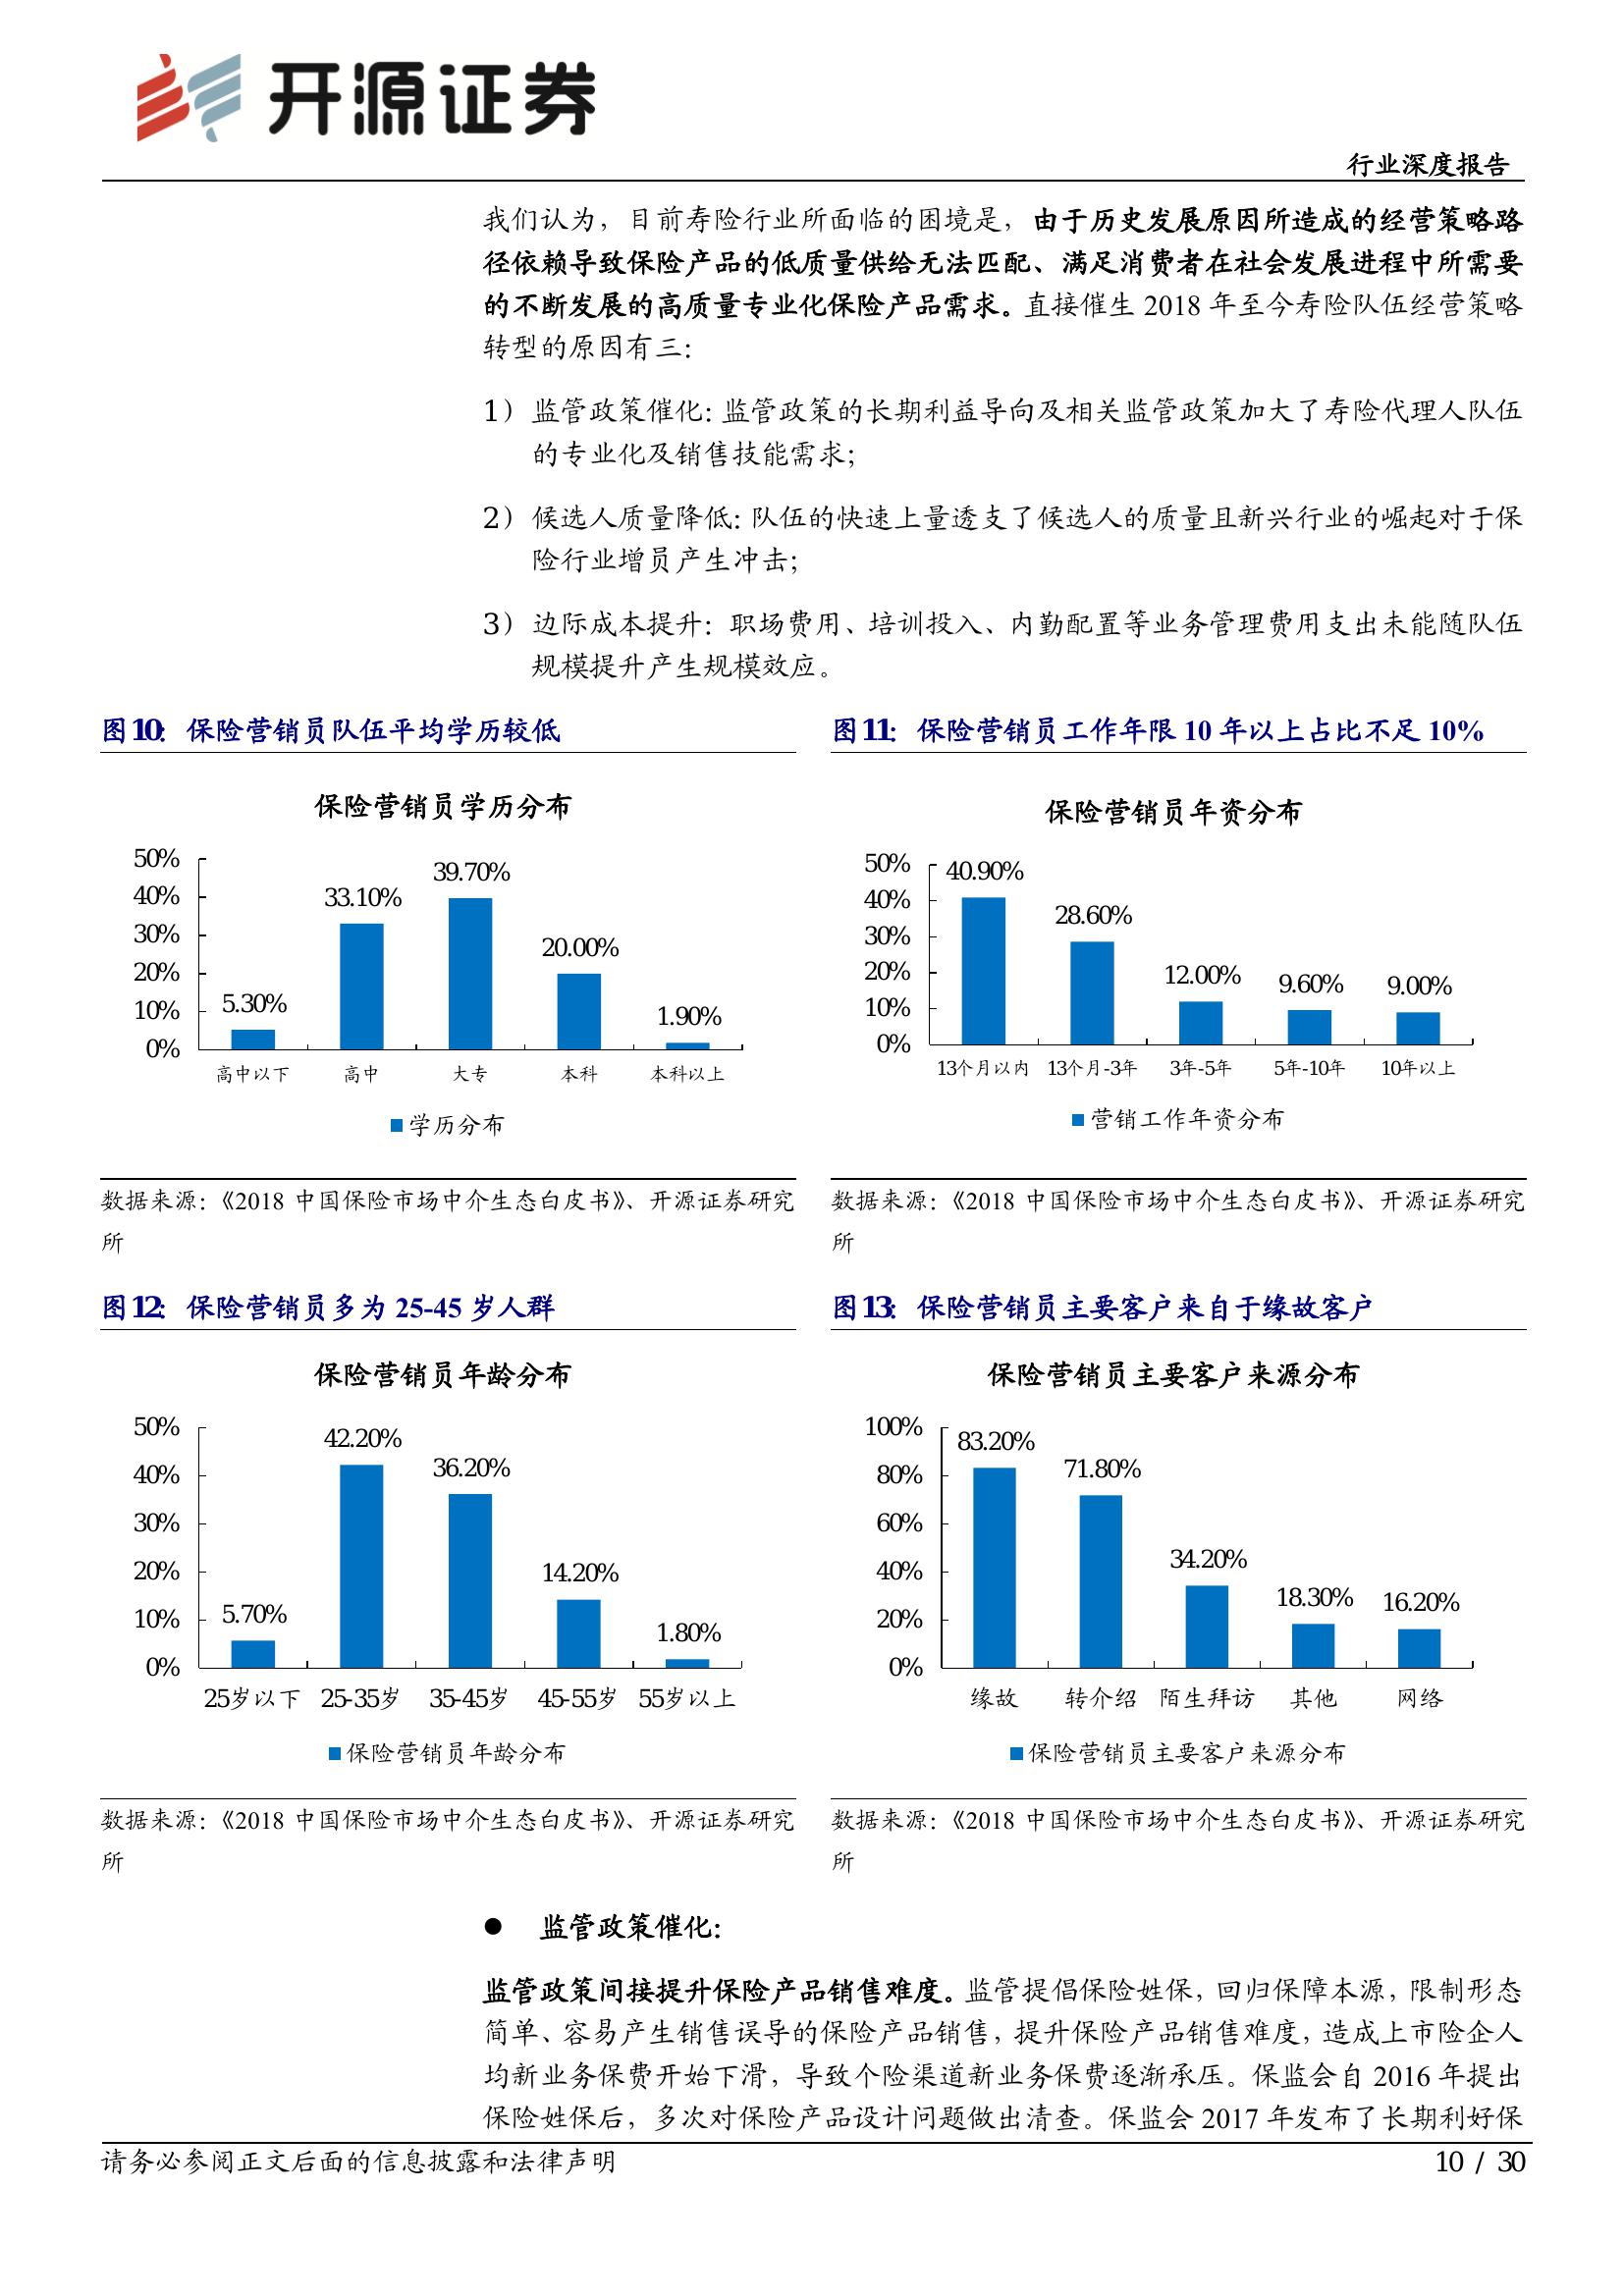 开源证券
行业深度报告
我们认为，目前寿险行业所面临的困境是，由于历史发展原因所造成的经营策略路
径依赖导致保险产品的低质量供给无法匹配、满足消费者在社会发展进程中所需要
的不断发展的高质量专业化保险产品需求。直接催生 2018 年至今寿险队伍经营策略
转型的原因有三：
1）监管政策催化：监管政策的长期利益导向及相关监管政策加大了寿险代理人队伍
的专业化及销售技能需求；
2）候选人质量降低：队伍的快速上量透支了候选人的质量且新兴行业的崛起对于保
险行业增员产生冲击；
3）边际成本提升：职场费用、培训投入、内勤配置等业务管理费用支出未能随队伍
规模提升产生规模效应。
图10：保险营销员队伍平均学历较低
保险营销员学历分布
50%
40%
30%
20%
10%
0%
5.30%
33.10%
39.70%
20.00%
1.90%
高中以下 高中 大专 本科 本科以上
学历分布
数据来源：《2018 中国保险市场中介生态白皮书》、开源证券研究
所
图11：保险营销员工作年限 10 年以上占比不足 10%
保险营销员年资分布
50%
40%
30%
20%
10%
0%
40.90%
28.60%
12.00%
9.60%
9.00%
13个月以内 13个月-3年 3年-5年 5年-10年 10年以上
营销工作年资分布
数据来源：《2018 中国保险市场中介生态白皮书》、开源证券研究
所
图12：保险营销员多为 25-45 岁人群
保险营销员年龄分布
50%
40%
30%
20%
10%
0%
5.70%
42.20%
36.20%
14.20%
1.80%
25岁以下 25-35岁 35-45岁 45-55岁 55岁以上
保险营销员年龄分布
数据来源：《2018 中国保险市场中介生态白皮书》、开源证券研究
所
图13：保险营销员主要客户来自于缘故客户
保险营销员主要客户来源分布
100%
80%
60%
40%
20%
0%
83.20%
71.80%
34.20%
18.30%
16.20%
缘故 转介绍 陌生拜访 其他 网络
保险营销员主要客户来源分布
数据来源：《2018 中国保险市场中介生态白皮书》、开源证券研究
所
● 监管政策催化：
监管政策间接提升保险产品销售难度。监管提倡保险姓保，回归保障本源，限制形态
简单、容易产生销售误导的保险产品销售，提升保险产品销售难度，造成上市险企人
均新业务保费开始下滑，导致个险渠道新业务保费逐渐承压。保监会自 2016 年提出
保险姓保后，多次对保险产品设计问题做出清查。保监会 2017 年发布了长期利好保
请务必参阅正文后面的信息披露和法律声明
10 / 30